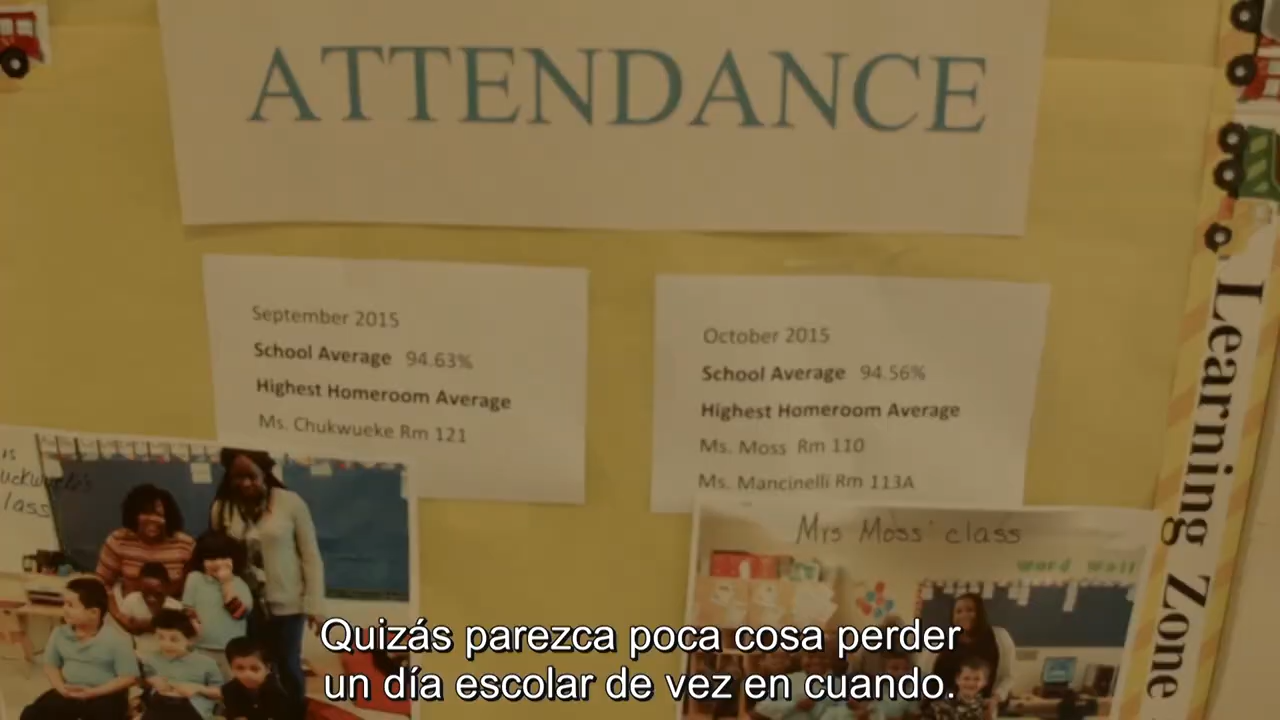 ATTENDANCE
September 2015
School Average 94.63%
Highest Homeroom Average
Ms. Chukwueke Rm 121
October 2015
School Average 94.56%
Highest Homeroom Average
Ms. Moss Rm 110
Ms. Mancinelli Rm 113A
Mrs Moss' class
word wall
Learning Zone
Quizás parezca poca cosa perder
un día escolar de vez en cuando.